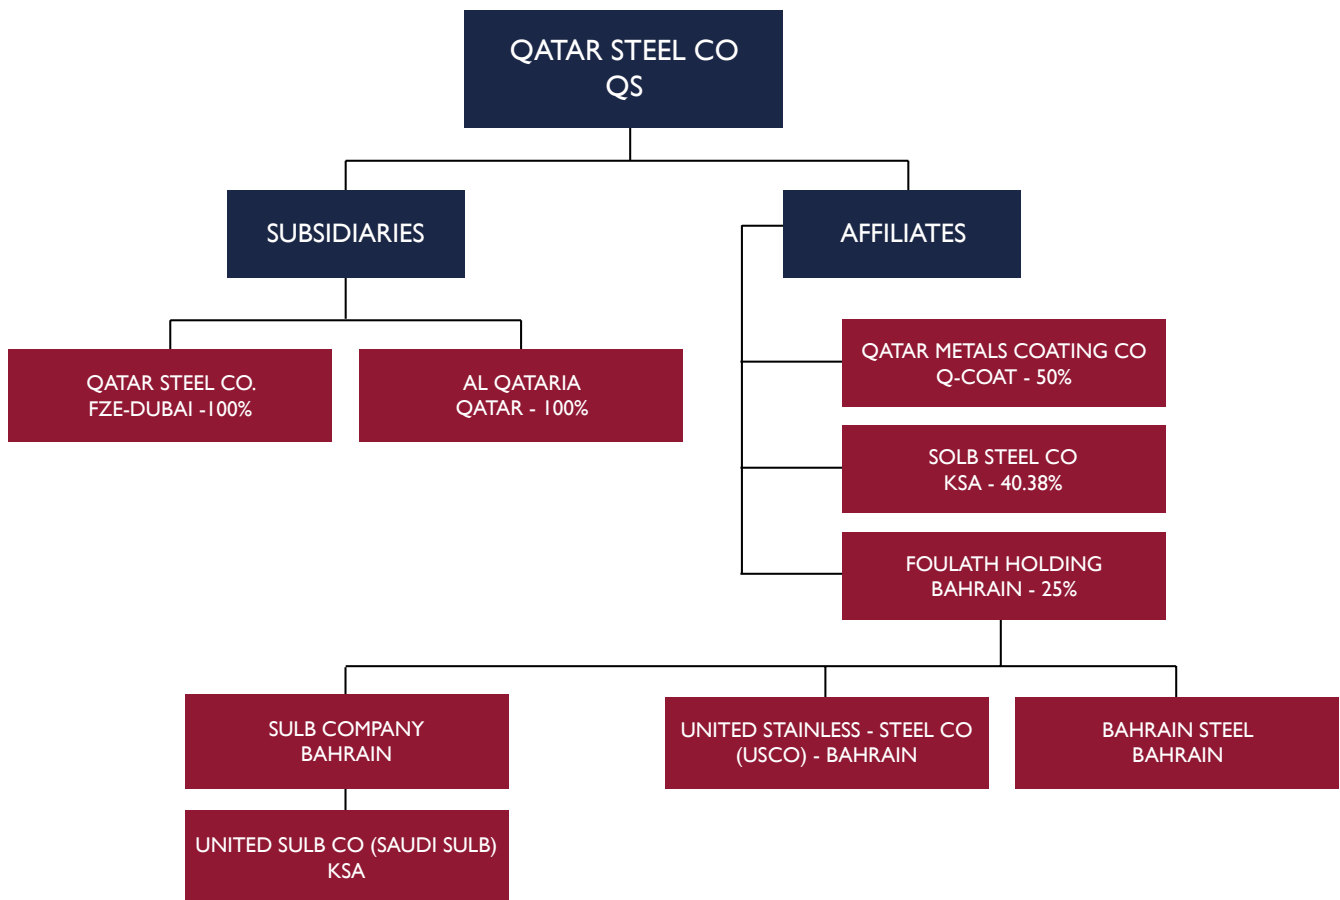 QATAR STEEL CO
QS
SUBSIDIARIES
AFFILIATES
QATAR STEEL CO.
FZE-DUBAI -100%
AL QATARIA
QATAR - 100%
QATAR METALS COATING CO
Q-COAT - 50%
SOLB STEEL CO
KSA - 40.38%
FOULATH HOLDING
BAHRAIN - 25%
SULB COMPANY
BAHRAIN
UNITED STAINLESS - STEEL CO
(USCO) - BAHRAIN
BAHRAIN STEEL
BAHRAIN
UNITED SULB CO (SAUDI SULB)
KSA